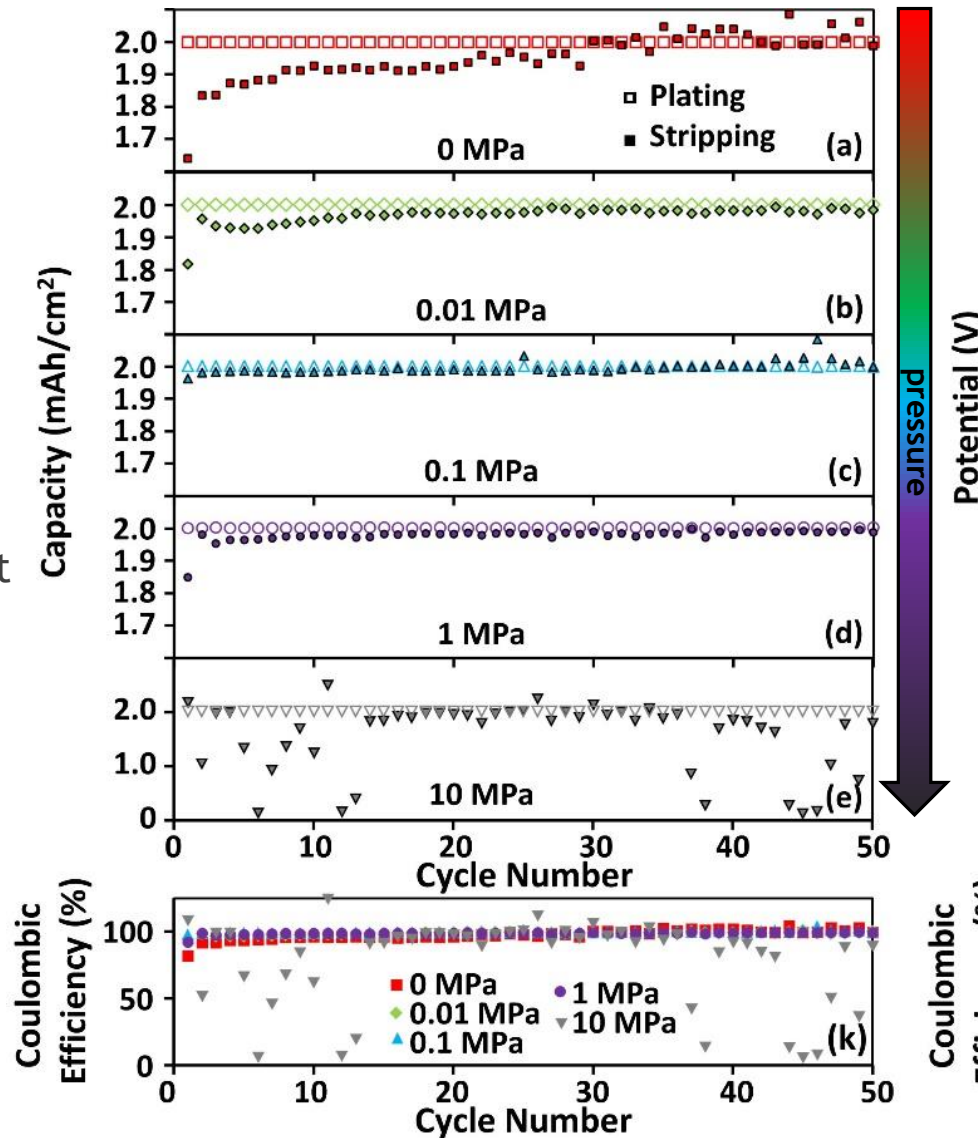 2.0
1.9
1.8
1.7
Plating
Stripping
0 MPa
(a)
2.0
1.9
1.8
1.7
0.01 MPa
(b)
Capacity (mAh/cm²)
2.0
1.9
1.8
1.7
0.1 MPa
(c)
pressure
Potential (V)
t
2.0
1.9
1.8
1.7
1 MPa
(d)
2.0
1.0
0
10 MPa
(e)
0
10
20
30
40
50
Cycle Number
Coulombic
Efficiency (%)
100
50
0
0 MPa
0.01 MPa
0.1 MPa
1 MPa
10 MPa
(k)
0
10
20
30
40
50
Cycle Number
Coulombic